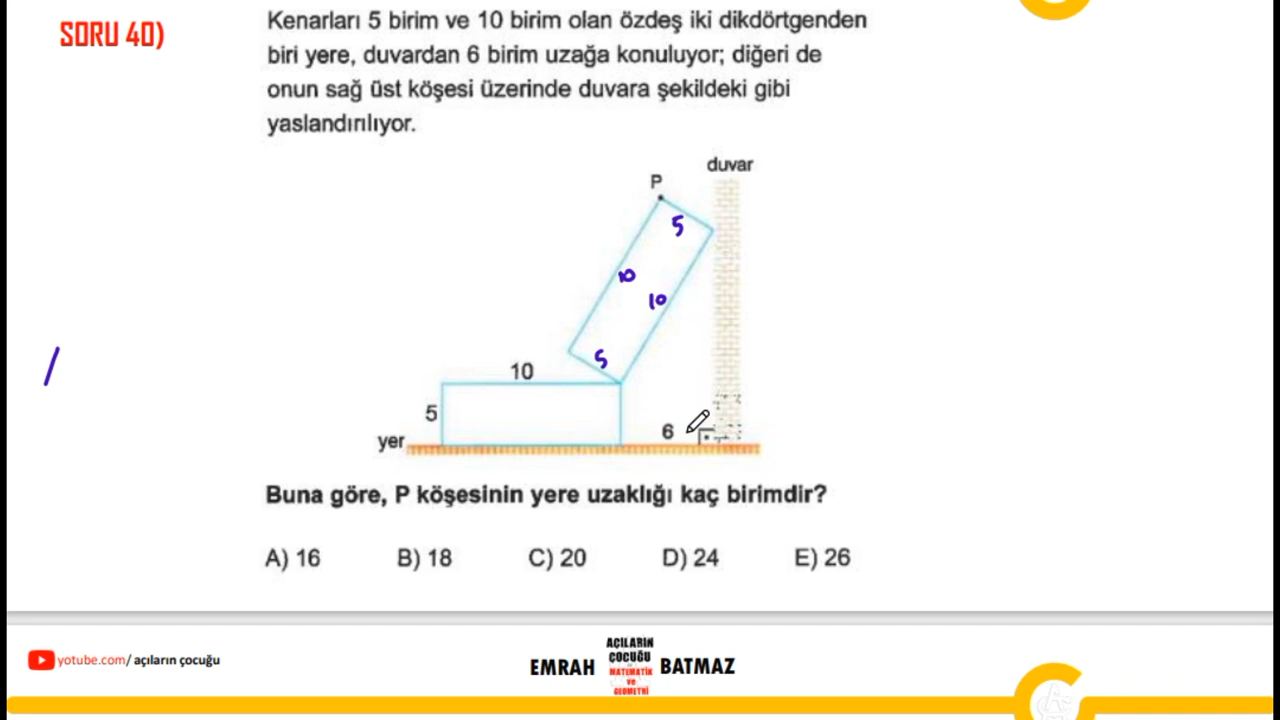 SORU 40)
Kenarları 5 birim ve 10 birim olan özdeş iki dikdörtgenden
biri yere, duvardan 6 birim uzağa konuluyor; diğeri de
onun sağ üst köşesi üzerinde duvara şekildeki gibi
yaslandırılıyor.
duvar
P
5
10
10
5
10
5
6
yer
Buna göre, P köşesinin yere uzaklığı kaç birimdir?
A) 16 B) 18 C) 20 D) 24 E) 26
yotube.com/ açıların çocuğu
EMRAH
AÇILARIN
ÇOCUĞU
MATEMATİK
ve
GEOMETRİ
BATMAZ